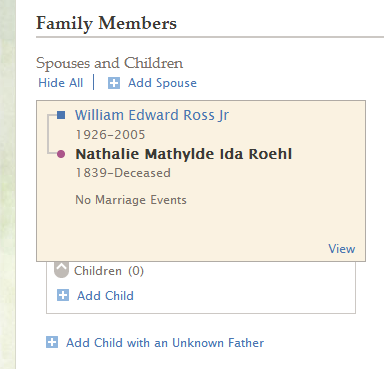 Family Members
Spouses and Children
Hide All | Add Spouse
William Edward Ross Jr
1926-2005
Nathalie Mathylde Ida Roehl
1839-Deceased
No Marriage Events
View
Children (0)
Add Child
Add Child with an Unknown Father